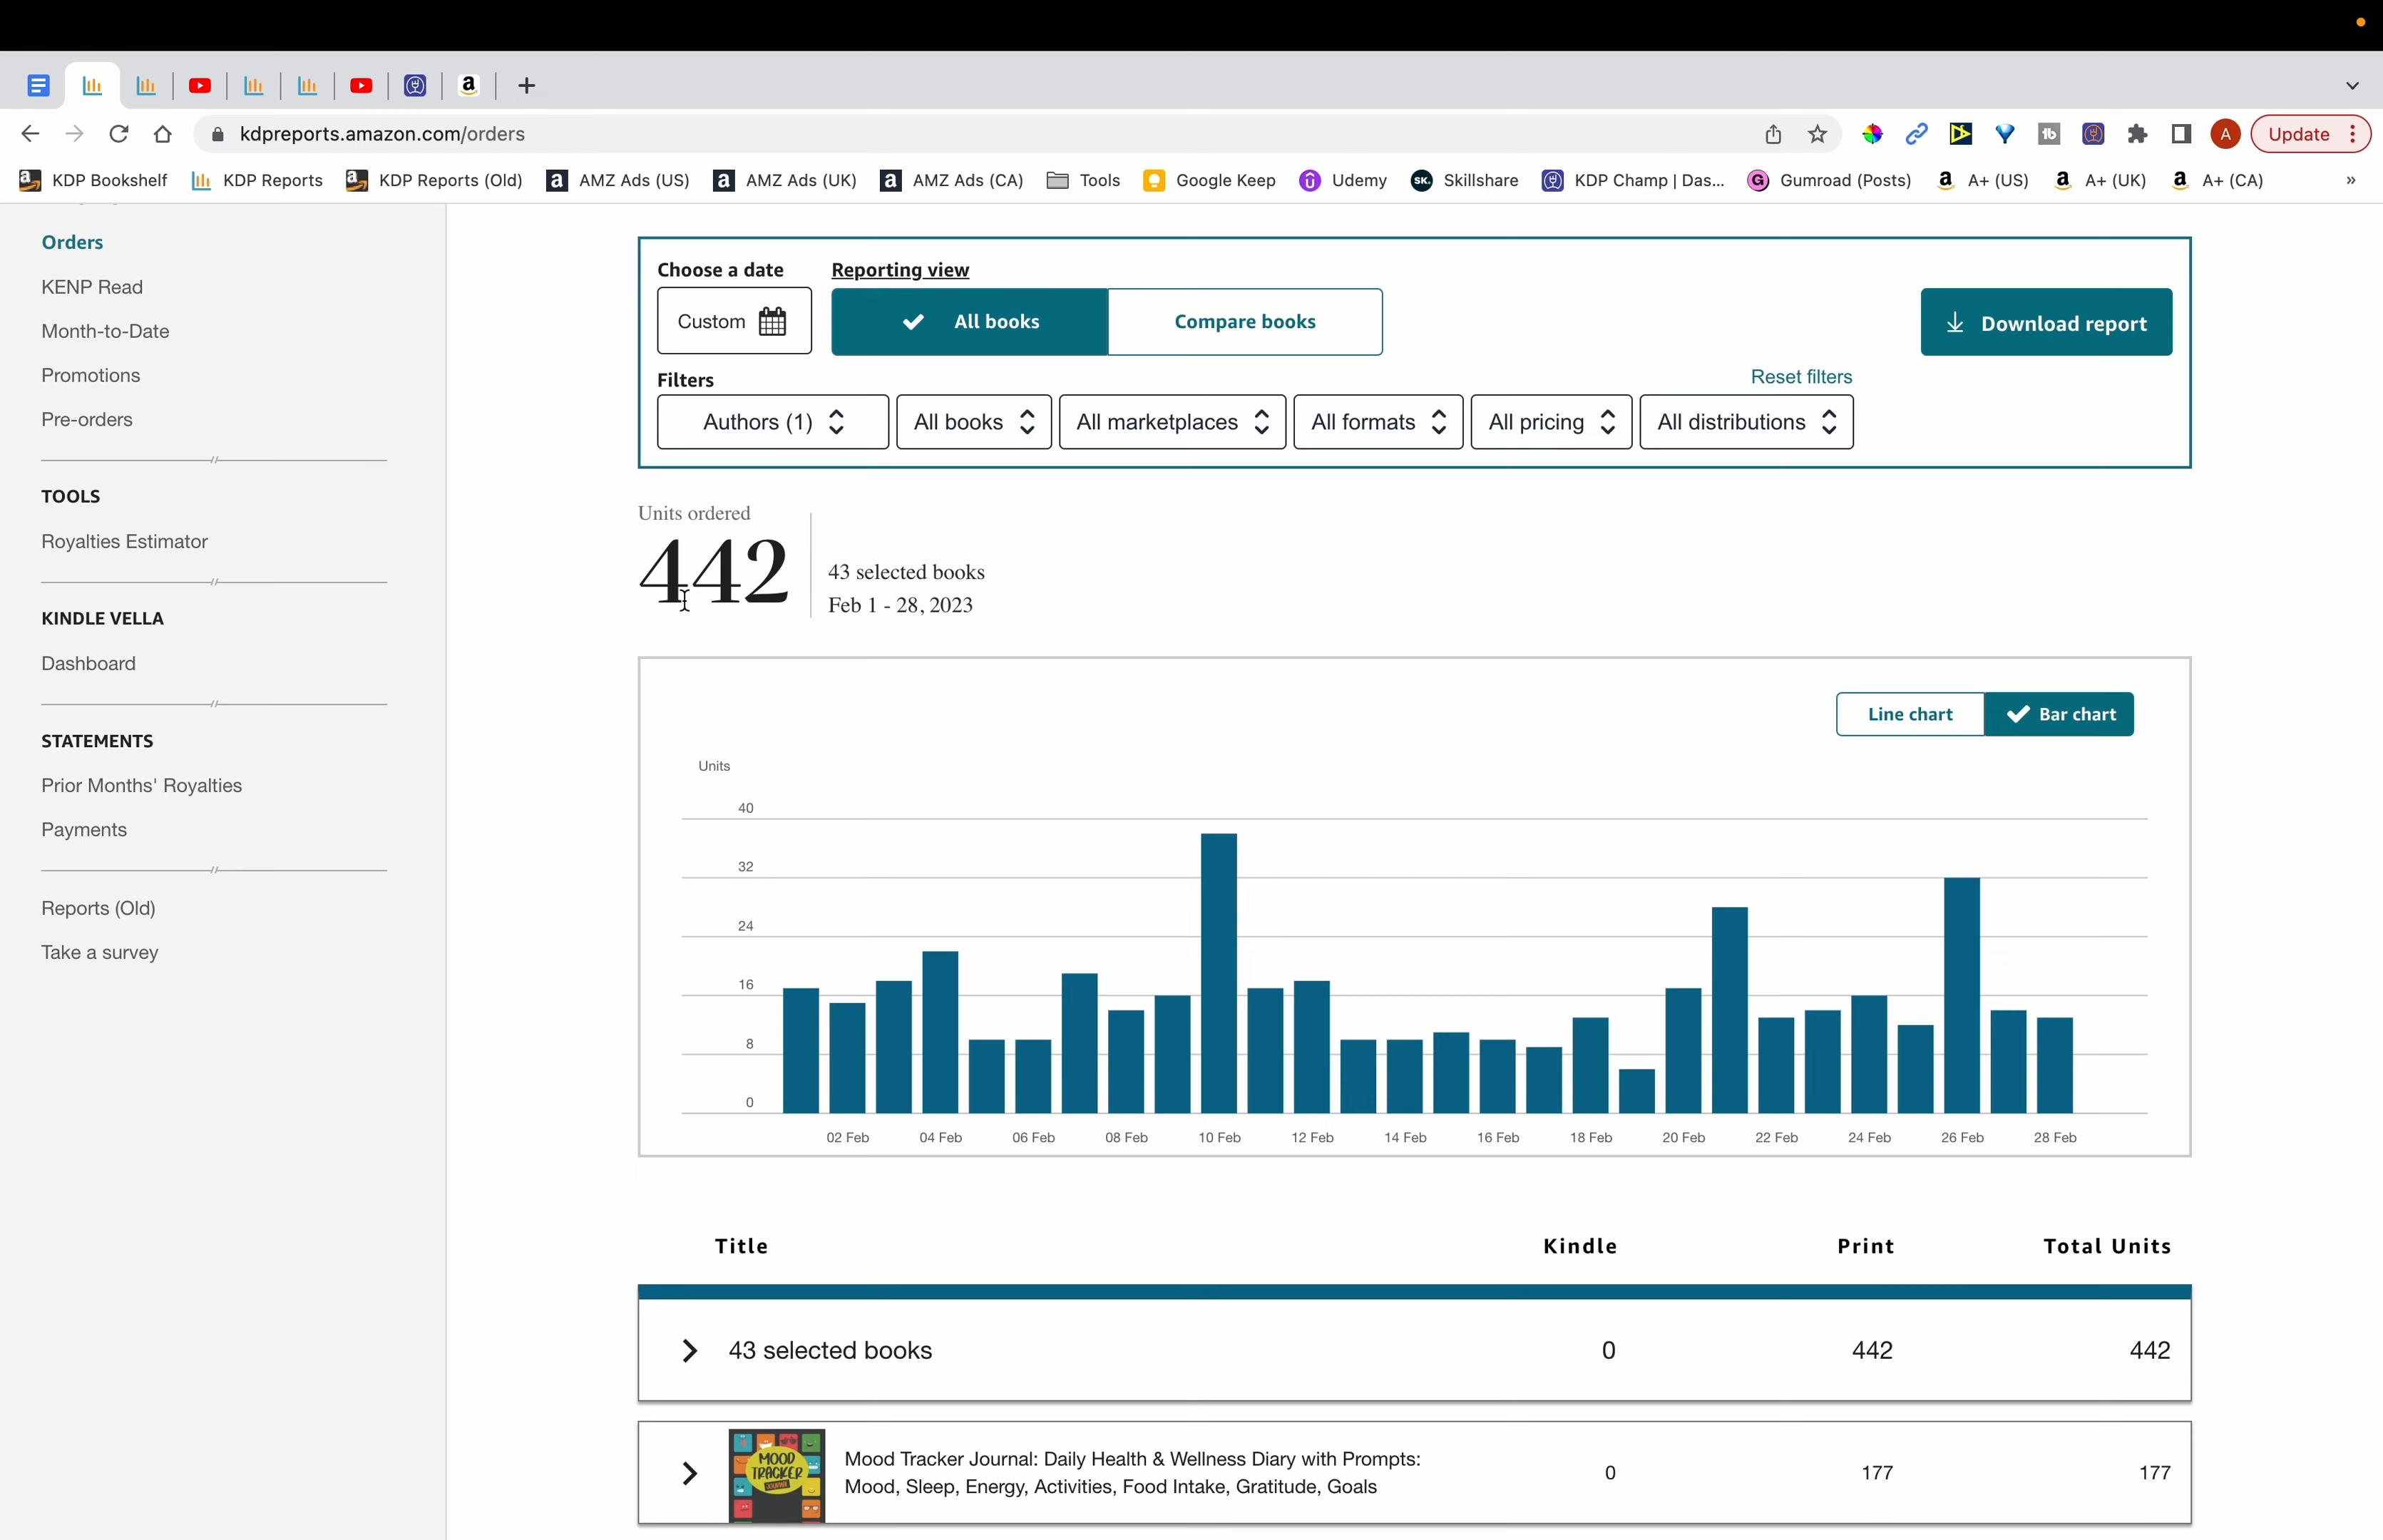 kdpreports.amazon.com/orders
A
Update
KDP Bookshelf
KDP Reports
KDP Reports (Old)
AMZ Ads (US)
AMZ Ads (UK)
AMZ Ads (CA)
Tools
Google Keep
Udemy
Skillshare
KDP Champ | Das...
Gumroad (Posts)
A+ (US)
A+ (UK)
A+ (CA)
»
Orders
KENP Read
Month-to-Date
Promotions
Pre-orders
TOOLS
Royalties Estimator
KINDLE VELLA
Dashboard
STATEMENTS
Prior Months' Royalties
Payments
Reports (Old)
Take a survey
Choose a date
Reporting view
Custom
All books
Compare books
Download report
Filters
Reset filters
Authors (1)
All books
All marketplaces
All formats
All pricing
All distributions
Units ordered
442
43 selected books
Feb 1 - 28, 2023
Line chart
Bar chart
Units
40
32
24
16
8
0
02 Feb
04 Feb
06 Feb
08 Feb
10 Feb
12 Feb
14 Feb
16 Feb
18 Feb
20 Feb
22 Feb
24 Feb
26 Feb
28 Feb
Title
Kindle
Print
Total Units
43 selected books
0
442
442
MOOD
TRACKER
JOURNAL
Mood Tracker Journal: Daily Health & Wellness Diary with Prompts:
Mood, Sleep, Energy, Activities, Food Intake, Gratitude, Goals
0
177
177